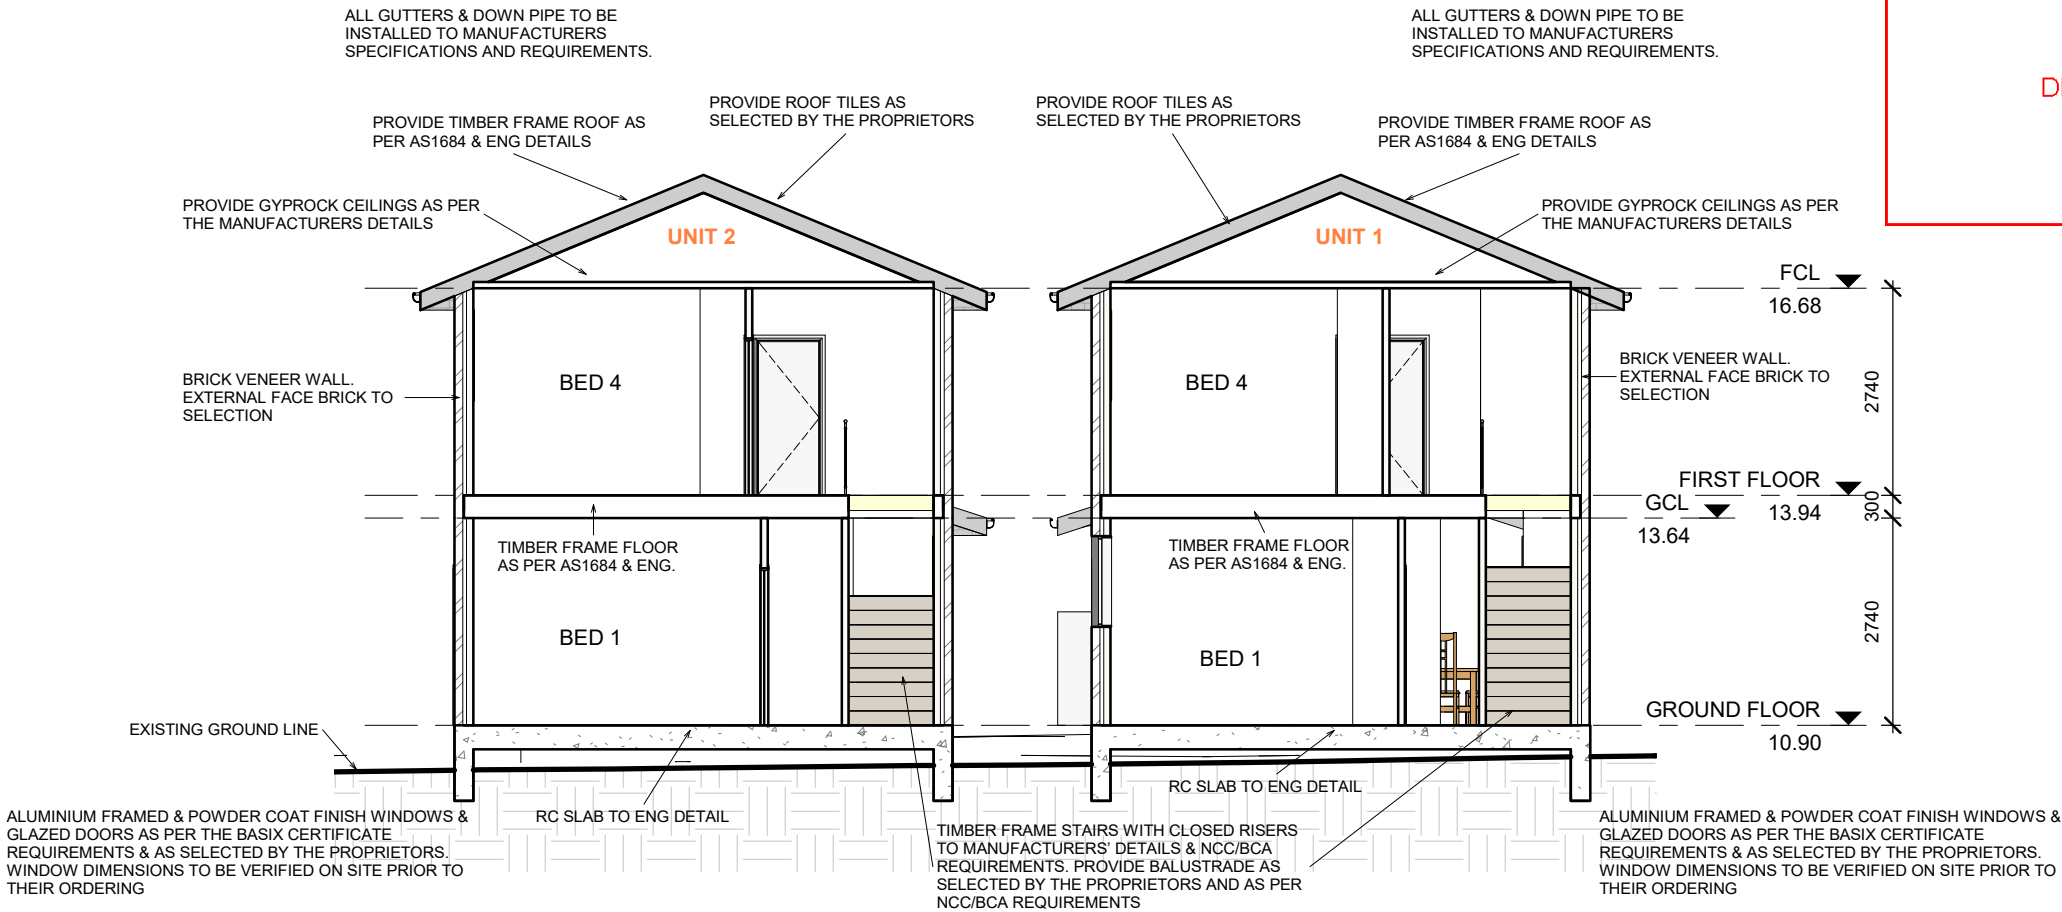 ALL GUTTERS & DOWN PIPE TO BE
INSTALLED TO MANUFACTURERS
SPECIFICATIONS AND REQUIREMENTS.
ALL GUTTERS & DOWN PIPE TO BE
INSTALLED TO MANUFACTURERS
SPECIFICATIONS AND REQUIREMENTS.
PROVIDE TIMBER FRAME ROOF AS
PER AS1684 & ENG DETAILS
PROVIDE ROOF TILES AS
SELECTED BY THE PROPRIETORS
PROVIDE ROOF TILES AS
SELECTED BY THE PROPRIETORS
PROVIDE TIMBER FRAME ROOF AS
PER AS1684 & ENG DETAILS
PROVIDE GYPROCK CEILINGS AS PER
THE MANUFACTURERS DETAILS
UNIT 2
UNIT 1
PROVIDE GYPROCK CEILINGS AS PER
THE MANUFACTURERS DETAILS
FCL
16.68
BRICK VENEER WALL.
EXTERNAL FACE BRICK TO
SELECTION
BED 4
BED 4
BRICK VENEER WALL.
EXTERNAL FACE BRICK TO
SELECTION
2740
FIRST FLOOR
13.94
300
GCL
13.64
TIMBER FRAME FLOOR
AS PER AS1684 & ENG.
TIMBER FRAME FLOOR
AS PER AS1684 & ENG.
BED 1
BED 1
2740
GROUND FLOOR
10.90
EXISTING GROUND LINE
RC SLAB TO ENG DETAIL
RC SLAB TO ENG DETAIL
ALUMINIUM FRAMED & POWDER COAT FINISH WINDOWS &
GLAZED DOORS AS PER THE BASIX CERTIFICATE
REQUIREMENTS & AS SELECTED BY THE PROPRIETORS.
WINDOW DIMENSIONS TO BE VERIFIED ON SITE PRIOR TO
THEIR ORDERING
TIMBER FRAME STAIRS WITH CLOSED RISERS
TO MANUFACTURERS' DETAILS & NCC/BCA
REQUIREMENTS. PROVIDE BALUSTRADE AS
SELECTED BY THE PROPRIETORS AND AS PER
NCC/BCA REQUIREMENTS
ALUMINIUM FRAMED & POWDER COAT FINISH WINDOWS &
GLAZED DOORS AS PER THE BASIX CERTIFICATE
REQUIREMENTS & AS SELECTED BY THE PROPRIETORS.
WINDOW DIMENSIONS TO BE VERIFIED ON SITE PRIOR TO
THEIR ORDERING